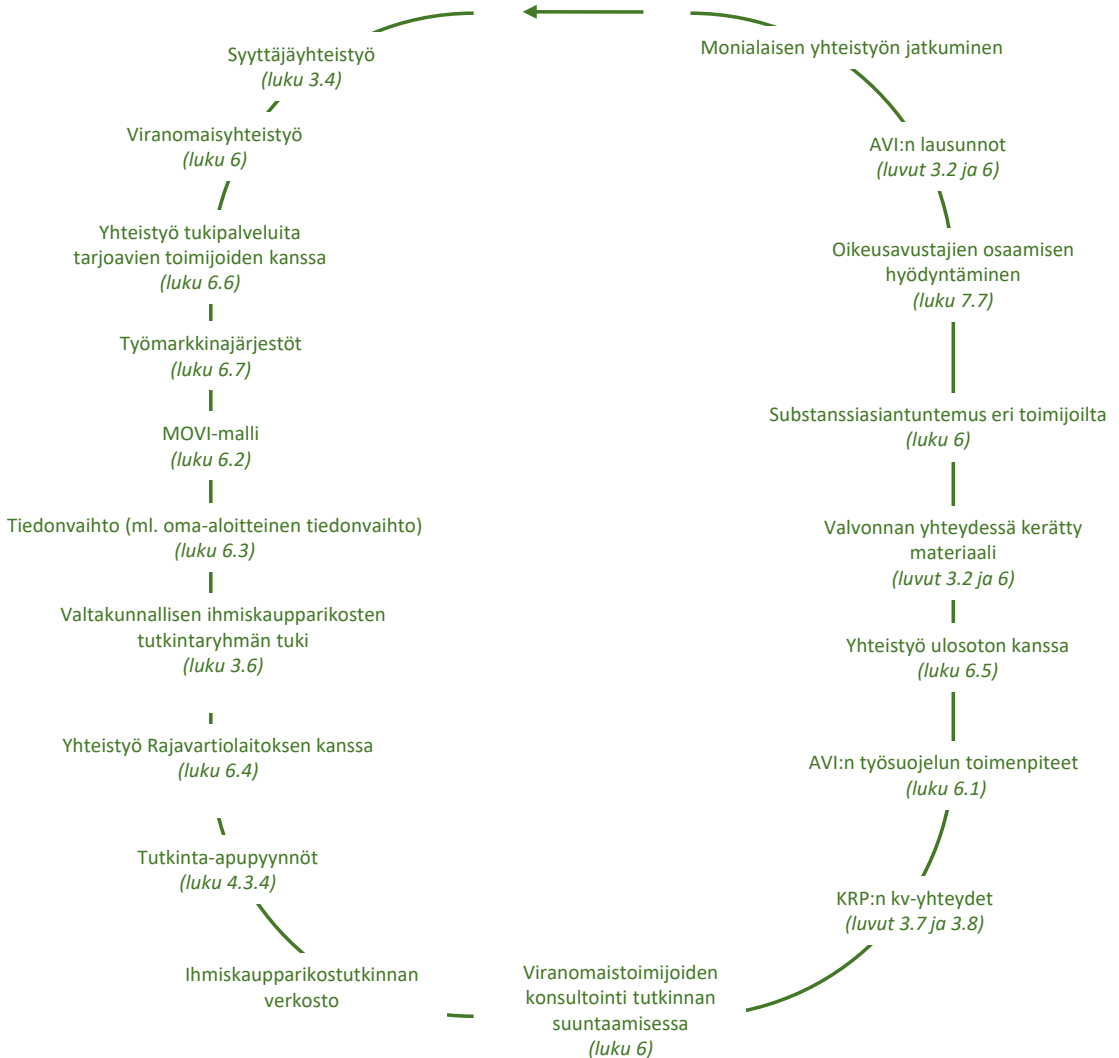 Syyttäjäyhteistyö
(luku 3.4)
Viranomaisyhteistyö
(luku 6)
Yhteistyö tukipalveluita
tarjoavien toimijoiden kanssa
(luku 6.6)
Työmarkkinajärjestöt
(luku 6.7)
MOVI-malli
(luku 6.2)
Tiedonvaihto (ml. oma-aloitteinen tiedonvaihto)
(luku 6.3)
Valtakunnallisen ihmiskaupparikosten
tutkintaryhmän tuki
(luku 3.6)
Yhteistyö Rajavartiolaitoksen kanssa
(luku 6.4)
Tutkinta-apupyynnöt
(luku 4.3.4)
Ihmiskaupparikostutkinnan
verkosto
Viranomaistoimijoiden
konsultointi tutkinnan
suuntaamisessa
(luku 6)
KRP:n kv-yhteydet
(luvut 3.7 ja 3.8)
AVI:n työsuojelun toimenpiteet
(luku 6.1)
Yhteistyö ulosoton kanssa
(luku 6.5)
Valvonnan yhteydessä kerätty
materiaali
(luvut 3.2 ja 6)
Substanssiasiantuntemus eri toimijoilta
(luku 6)
Oikeusavustajien osaamisen
hyödyntäminen
(luku 7.7)
AVI:n lausunnot
(luvut 3.2 ja 6)
Monialaisen yhteistyön jatkuminen